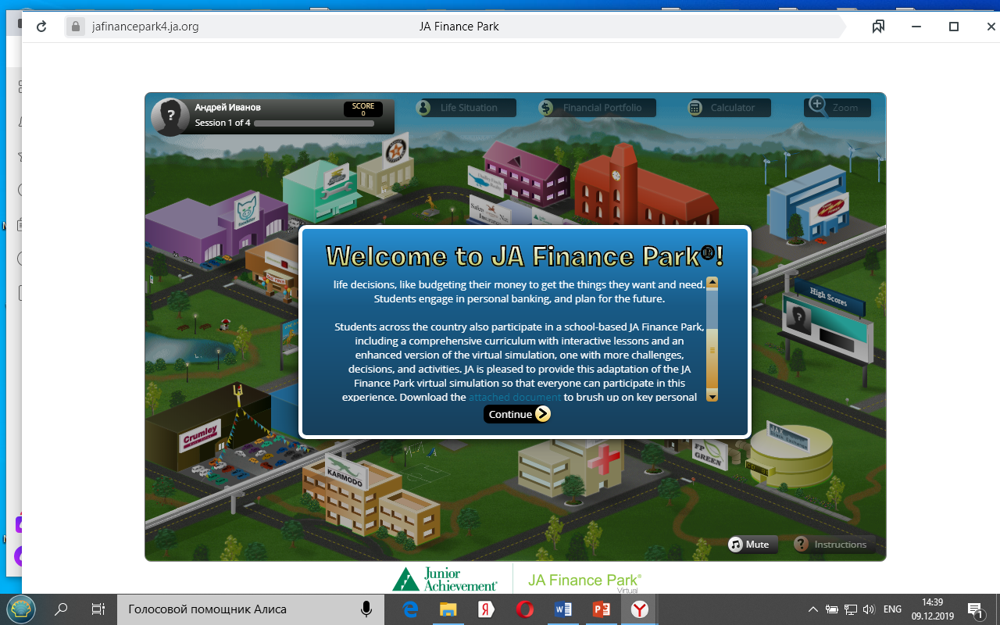 jafinancepark4.ja.org
JA Finance Park
Андрей Иванов
SCORE
0
Session 1 of 4
Life Situation
Financial Portfolio
Calculator
Zoom
High Scores
Welcome to JA Finance Park®!
life decisions, like budgeting their money to get the things they want and need.
Students engage in personal banking, and plan for the future.
Students across the country also participate in a school-based JA Finance Park,
including a comprehensive curriculum with interactive lessons and an
enhanced version of the virtual simulation, one with more challenges,
decisions, and activities. JA is pleased to provide this adaptation of the JA
Finance Park virtual simulation so that everyone can participate in this
experience. Download the attached document to brush up on key personal
Continue
Crumley
KARMODO
FP
GREEN
JAX
Mute
Instructions
Junior
Achievement
JA Finance Park®
Virtual
Голосовой помощник Алиса
ENG
14:39
09.12.2019
1